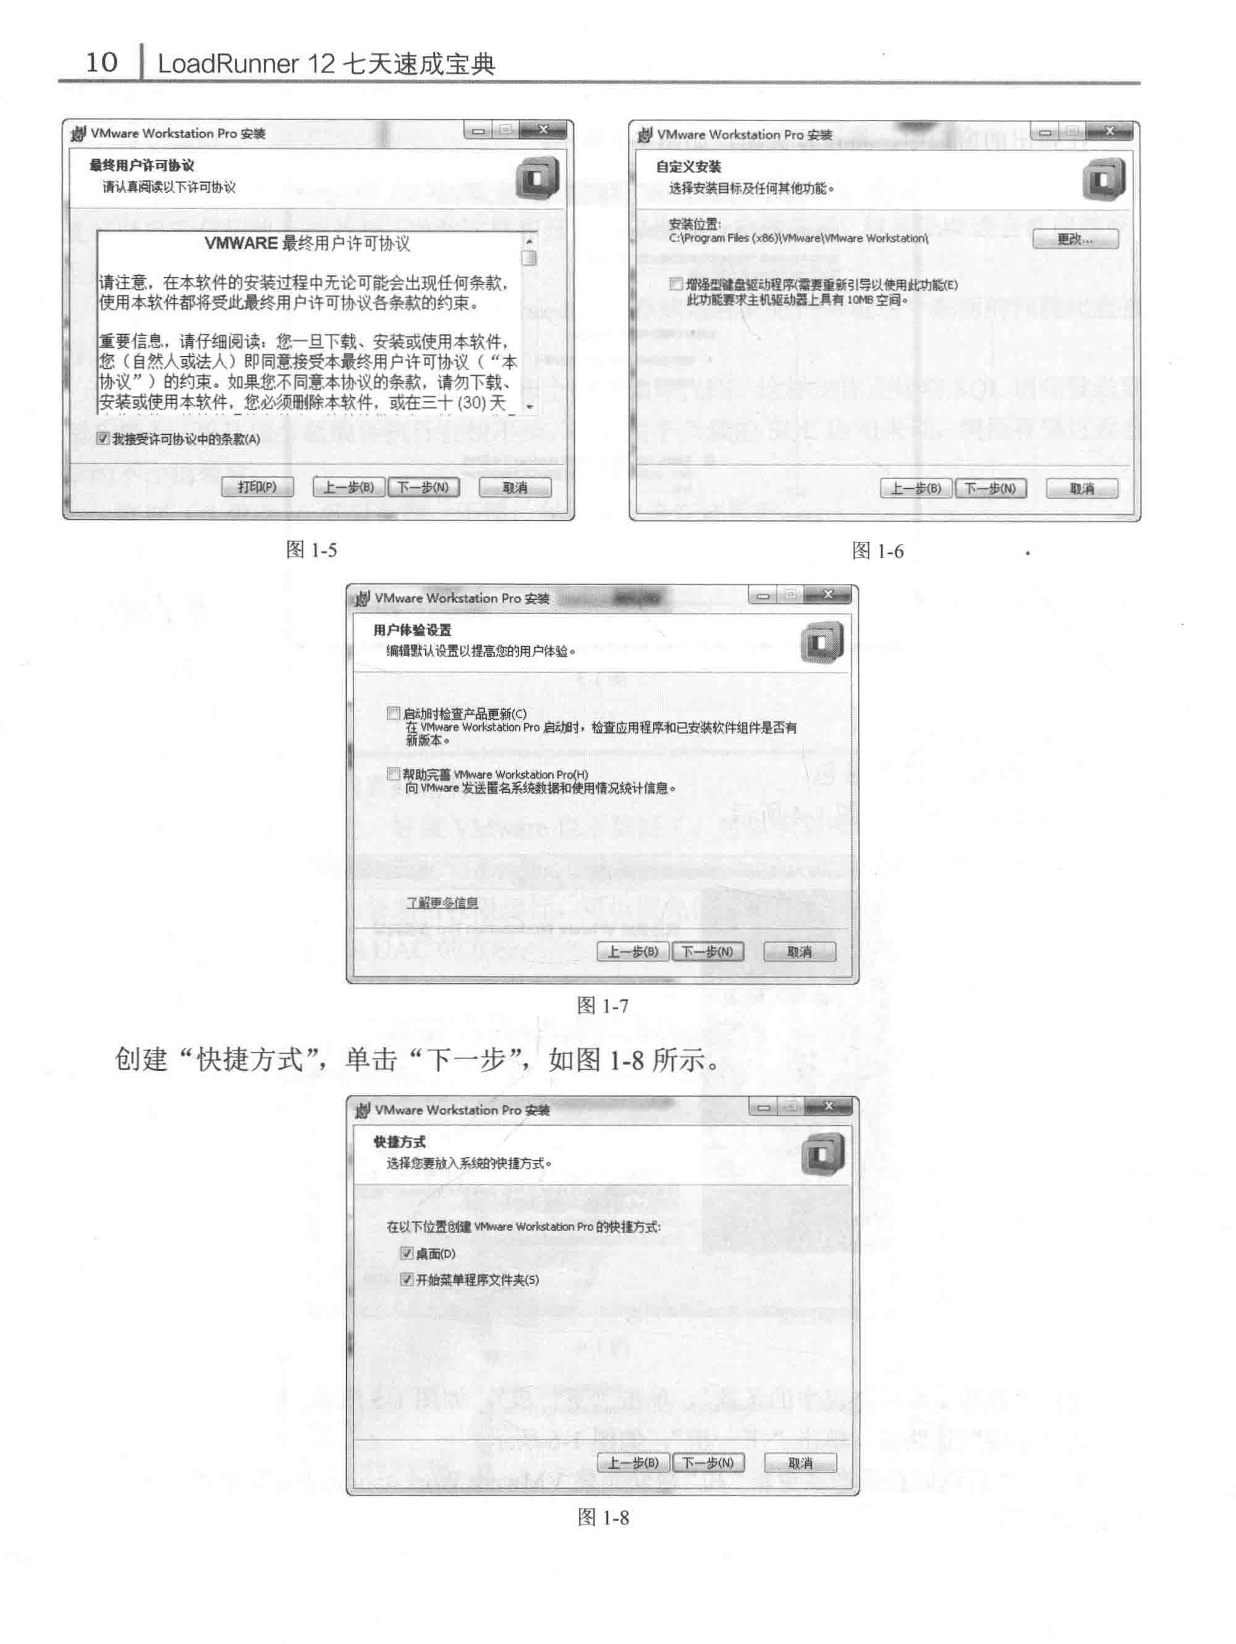 10 LoadRunner 12 七天速成宝典
VMware Workstation Pro 安装
最终用户许可协议
请认真阅读以下许可协议
VMWARE 最终用户许可协议
请注意，在本软件的安装过程中无论可能会出现任何条款，
使用本软件都将受此最终用户许可协议各条款的约束。
重要信息，请仔细阅读：您一旦下载、安装或使用本软件，
您（自然人或法人）即同意接受本最终用户许可协议（“本
协议”）的约束。如果您不同意本协议的条款，请勿下载、
安装或使用本软件，您必须删除本软件，或在三十 (30) 天
我接受许可协议中的条款(A)
打印(P) 上一步(B) 下一步(N) 取消
图 1-5
VMware Workstation Pro 安装
自定义安装
选择安装目标及任何其他功能。
安装位置:
C:\Program Files (x86)\VMware\VMware Workstation\
更改...
增强型键盘驱动程序(需要重新引导以使用此功能(E)
此功能要求主机驱动器上具有 10MB 空间。
上一步(B) 下一步(N) 取消
图 1-6
VMware Workstation Pro 安装
用户体验设置
编辑默认设置以提高您的用户体验。
启动时检查产品更新(C)
在 VMware Workstation Pro 启动时，检查应用程序和已安装软件组件是否有
新版本。
帮助完善 VMware Workstation Pro(H)
向 VMware 发送匿名系统数据和使用情况统计信息。
了解更多信息
上一步(B) 下一步(N) 取消
图 1-7
创建“快捷方式”，单击“下一步”，如图 1-8 所示。
VMware Workstation Pro 安装
快捷方式
选择您要放入系统的快捷方式。
在以下位置创建 VMware Workstation Pro 的快捷方式:
桌面(D)
开始菜单程序文件夹(S)
上一步(B) 下一步(N) 取消
图 1-8